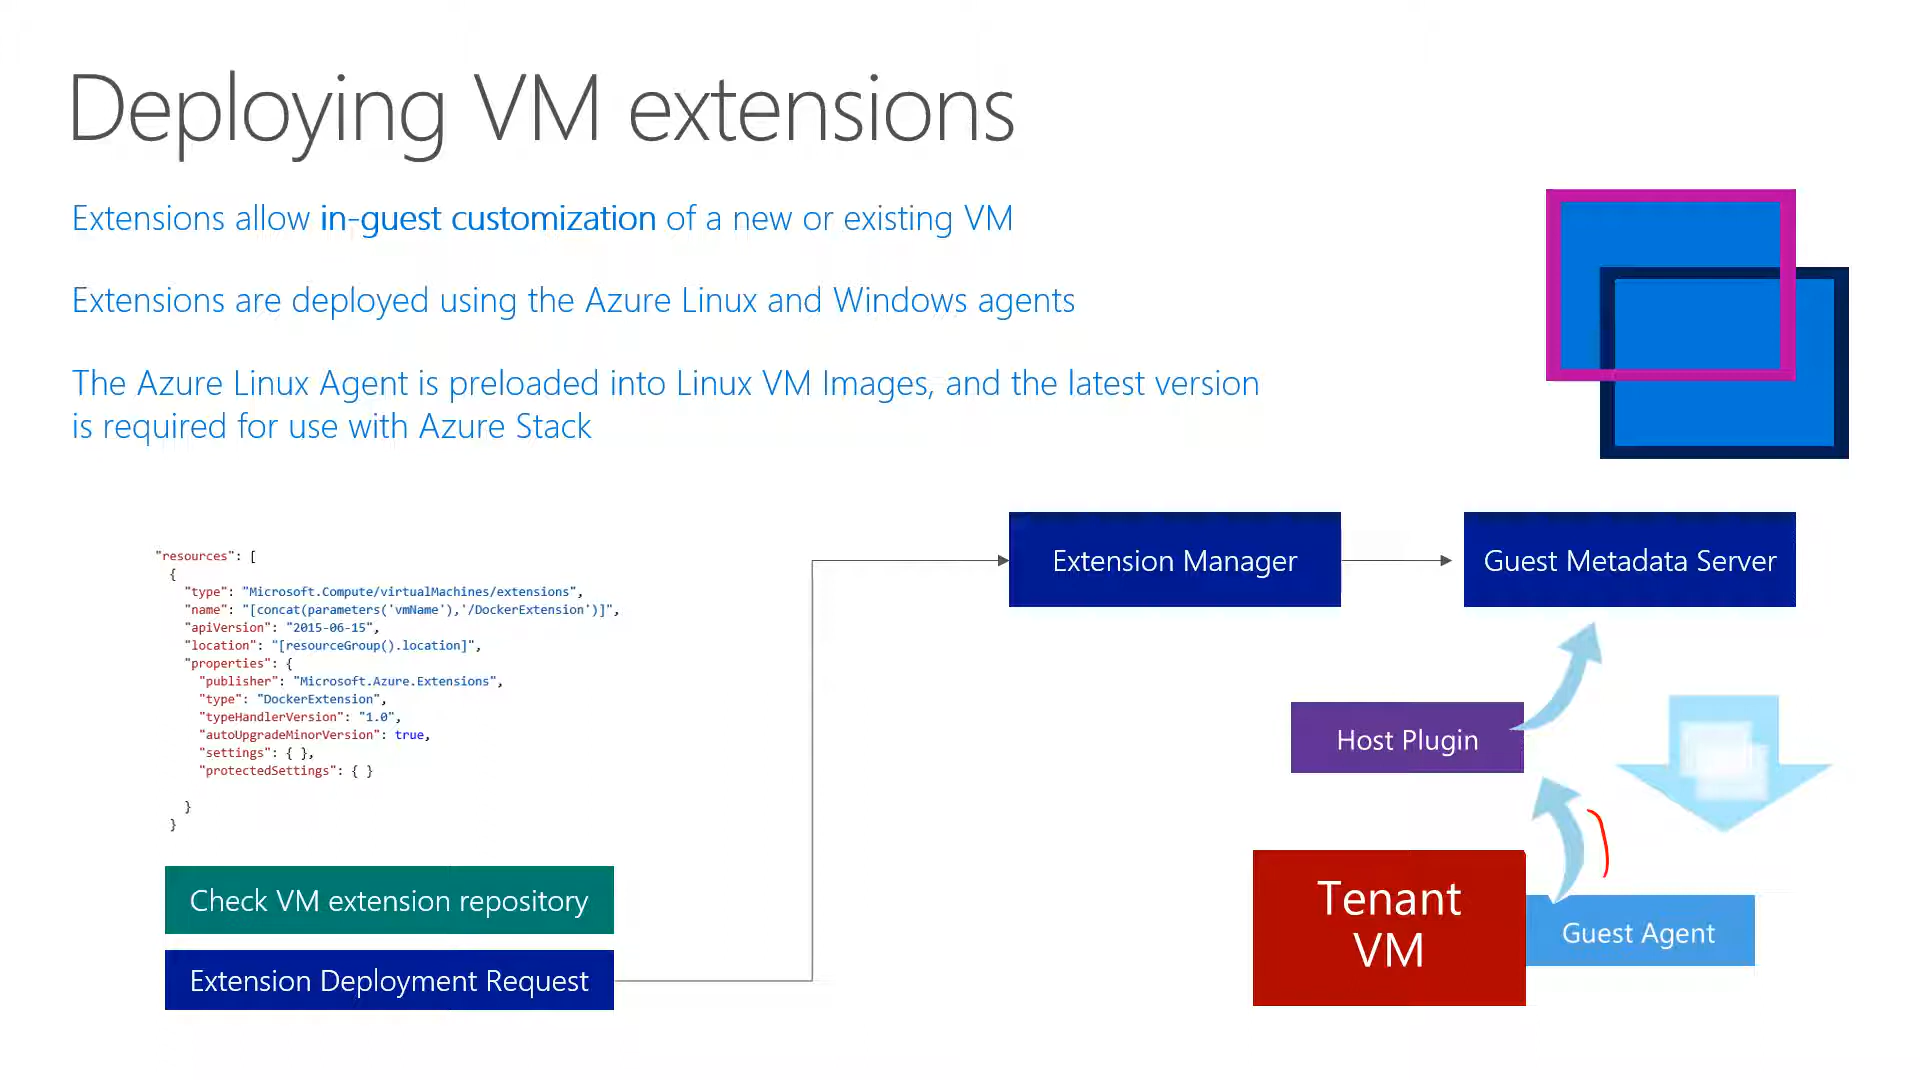 Deploying VM extensions
Extensions allow in-guest customization of a new or existing VM
Extensions are deployed using the Azure Linux and Windows agents
The Azure Linux Agent is preloaded into Linux VM Images, and the latest version
is required for use with Azure Stack
"resources": [
{
"type": "Microsoft.Compute/virtualMachines/extensions",
"name": "[concat(parameters('vmName'),'/DockerExtension')]",
"apiVersion": "2015-06-15",
"location": "[resourceGroup().location]",
"properties": {
"publisher": "Microsoft.Azure.Extensions",
"type": "DockerExtension",
"typeHandlerVersion": "1.0",
"autoUpgradeMinorVersion": true,
"settings": { },
"protectedSettings": { }
}
}
Check VM extension repository
Extension Deployment Request
Extension Manager
Guest Metadata Server
Host Plugin
Tenant
VM
Guest Agent